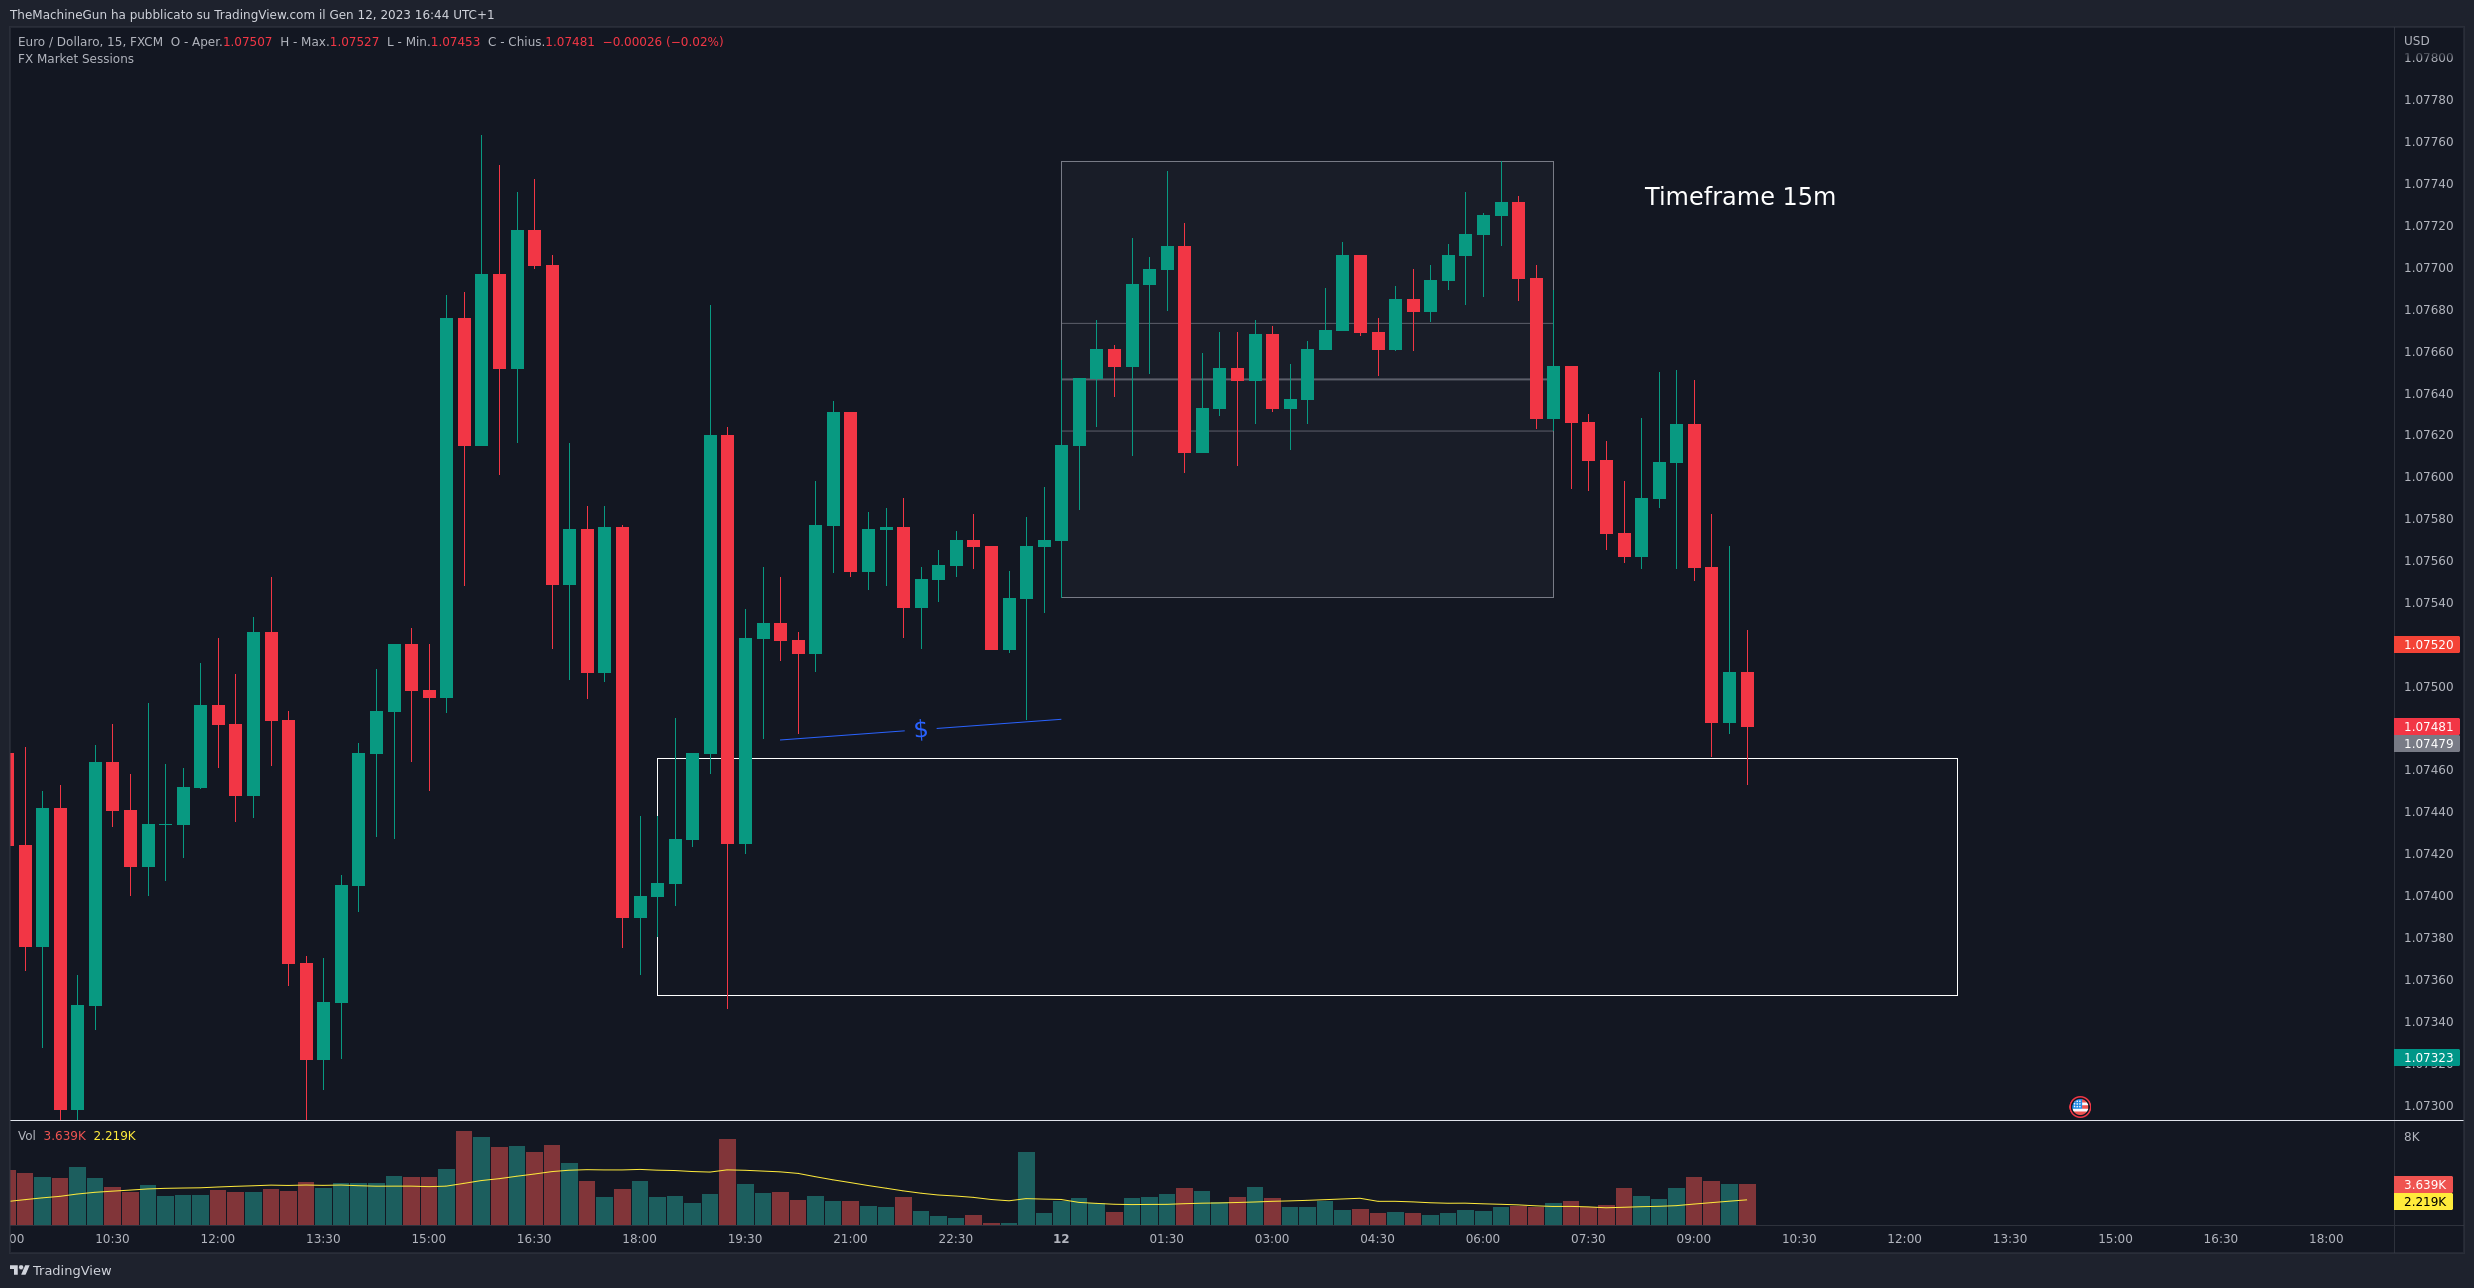 TheMachineGun ha pubblicato su TradingView.com il Gen 12, 2023 16:44 UTC+1
Euro / Dollaro, 15, FXCM O - Aper.1.07507 H - Max.1.07527 L - Min.1.07453 C - Chius.1.07481 −0.00026 (−0.02%)
FX Market Sessions
USD
1.07800
1.07780
1.07760
Timeframe 15m
1.07740
1.07720
1.07700
1.07680
1.07660
1.07640
1.07620
1.07600
1.07580
1.07560
1.07540
1.07520
1.07500
$
1.07481
1.07479
1.07460
1.07440
1.07420
1.07400
1.07380
1.07360
1.07340
1.07323
1.07320
1.07300
Vol 3.639K 2.219K
8K
3.639K
2.219K
00 10:30 12:00 13:30 15:00 16:30 18:00 19:30 21:00 22:30 12 01:30 03:00 04:30 06:00 07:30 09:00 10:30 12:00 13:30 15:00 16:30 18:00
TradingView